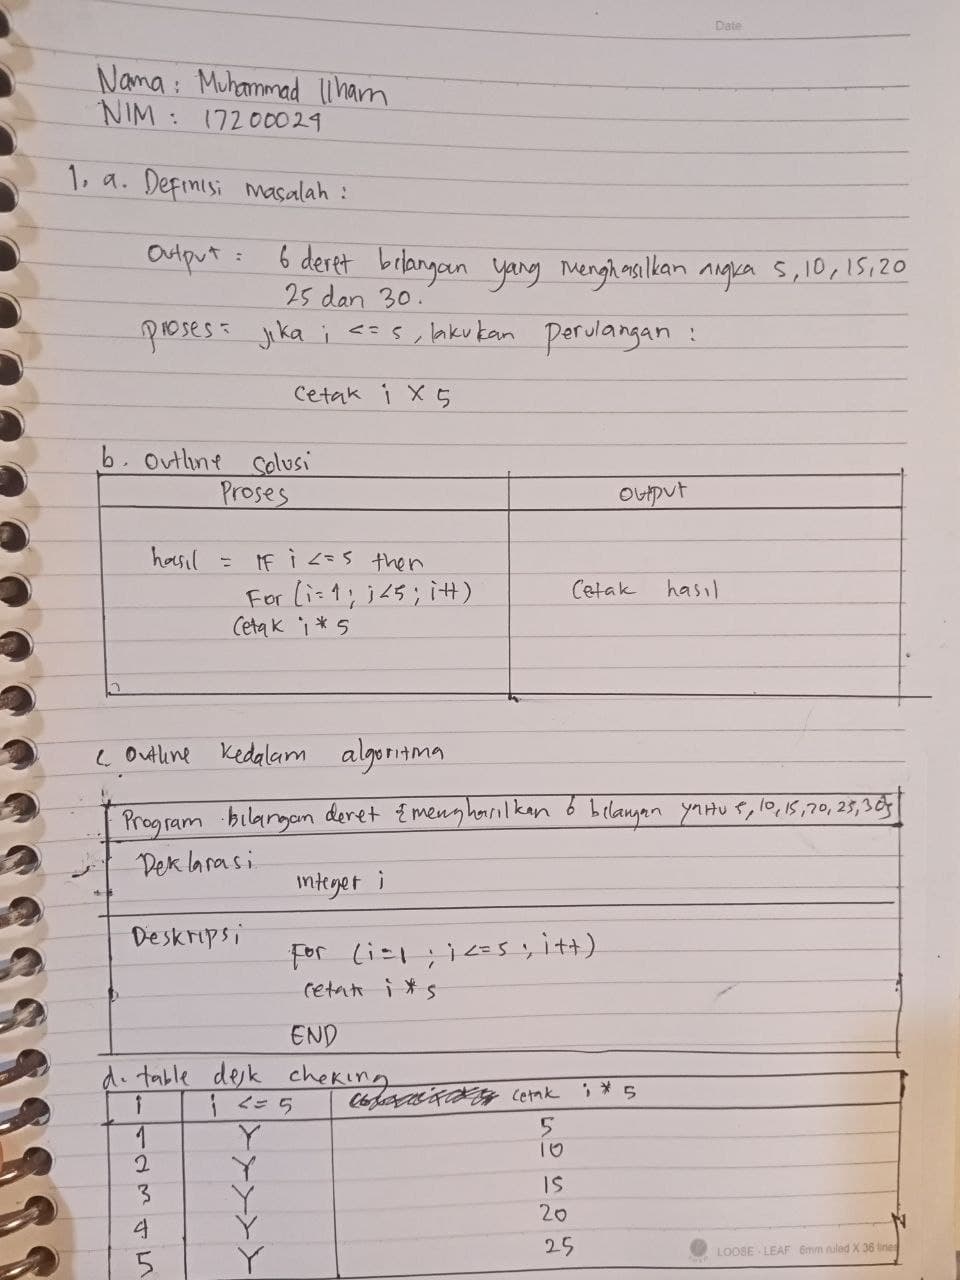 Date
Nama : Muhammad Ilham
NIM : 17200029
1. a. Definisi masalah :
Output : 6 deret bilangan yang menghasilkan angka 5, 10, 15, 20
25 dan 30.
proses = jika i <= 5, lakukan perulangan :
cetak i X 5
b. Outline Solusi
Proses Output
hasil = IF i <= 5 then
For (i=1; i<5; i++) Cetak hasil
Cetak i * 5
c. Outline kedalam algoritma
Program bilangan deret {menghasilkan 6 bilangan yaitu 5, 10, 15, 20, 25, 30}
Deklarasi
integer i
Deskripsi
For (i=1 ; i <= 5 ; i++)
cetak i * 5
END
d. table desk cheking
i i <= 5 cetak i * 5
1 Y 5
2 Y 10
3 Y 15
4 Y 20
5 Y 25
LOOSE - LEAF 6mm ruled X 36 lines